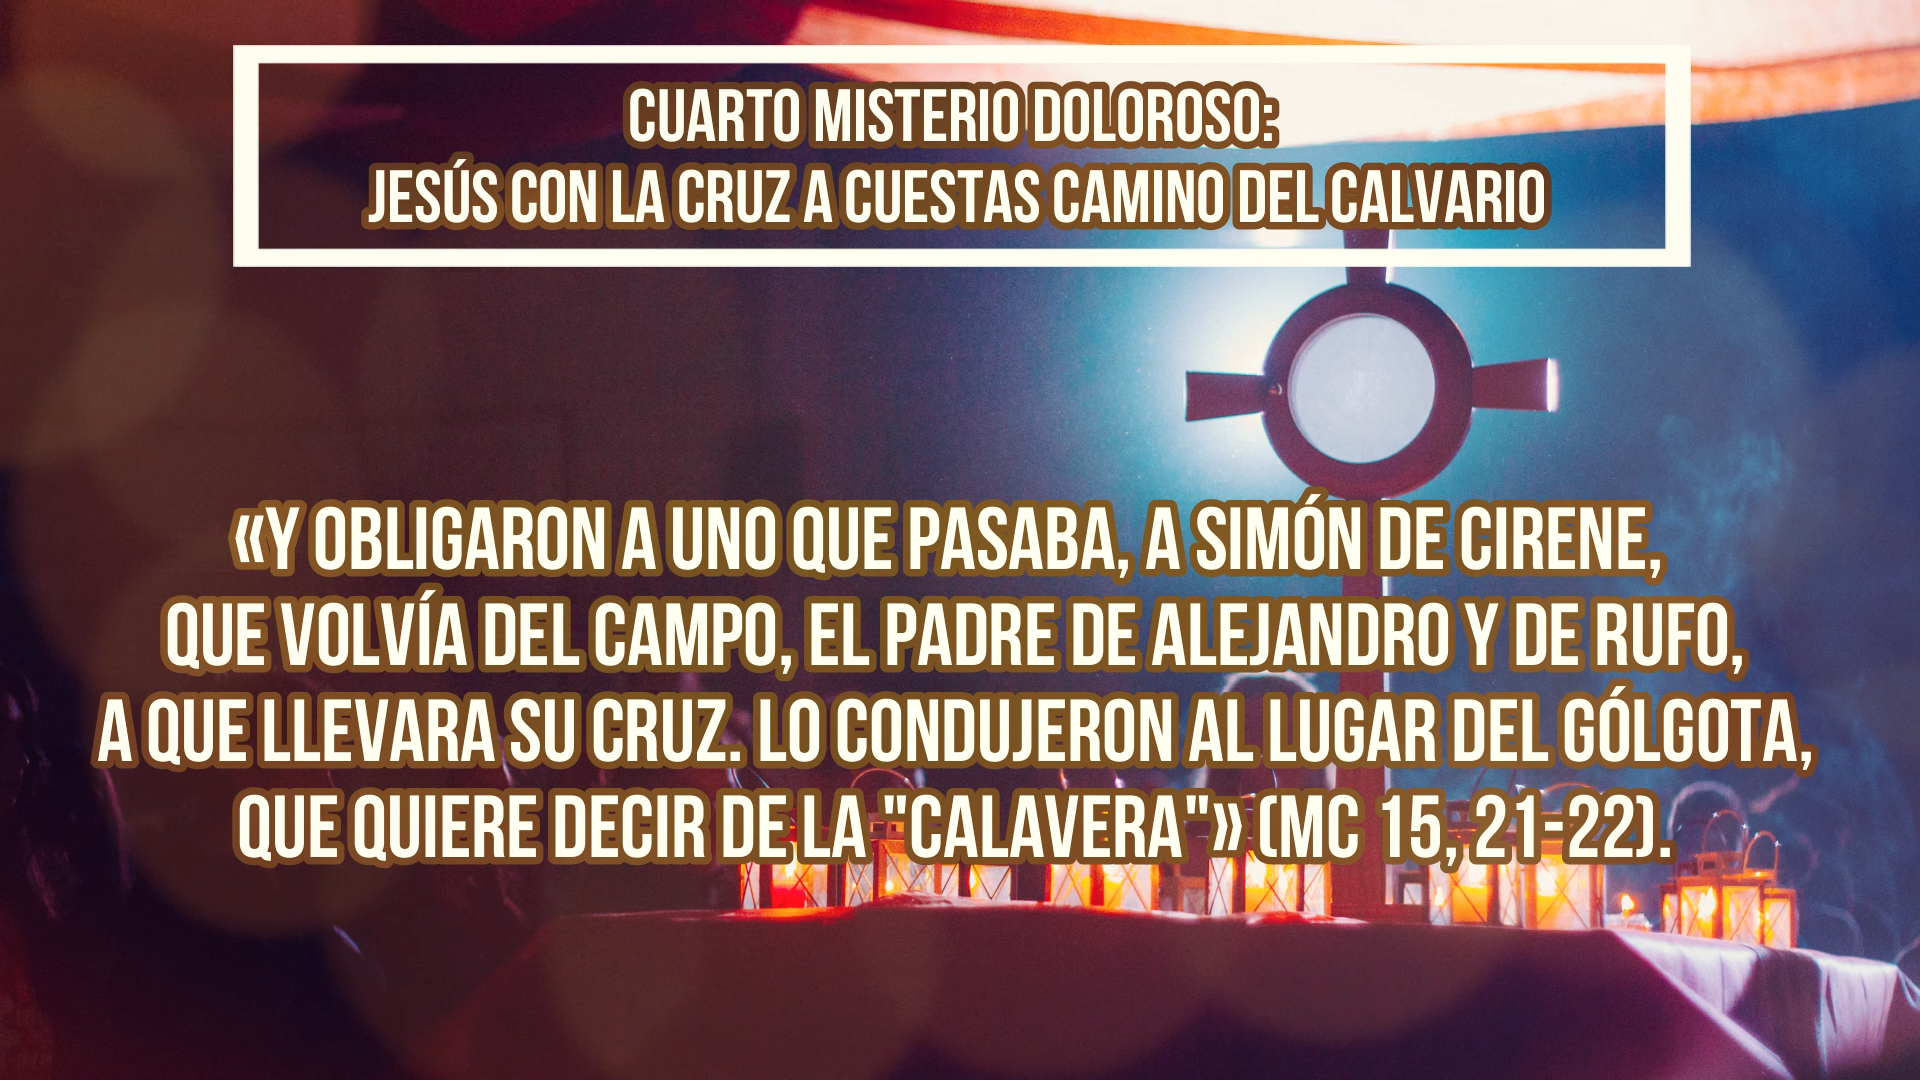 CUARTO MISTERIO DOLOROSO:
JESÚS CON LA CRUZ A CUESTAS CAMINO DEL CALVARIO
«Y OBLIGARON A UNO QUE PASABA, A SIMÓN DE CIRENE,
QUE VOLVÍA DEL CAMPO, EL PADRE DE ALEJANDRO Y DE RUFO,
A QUE LLEVARA SU CRUZ. LO CONDUJERON AL LUGAR DEL GÓLGOTA,
QUE QUIERE DECIR DE LA "CALAVERA"» (MC 15, 21-22).